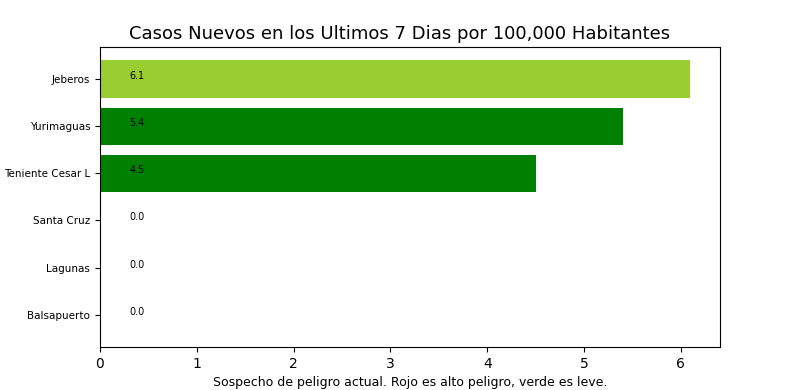 Casos Nuevos en los Ultimos 7 Dias por 100,000 Habitantes
Jeberos 6.1
Yurimaguas 5.4
Teniente Cesar L 4.5
Santa Cruz 0.0
Lagunas 0.0
Balsapuerto 0.0
0 1 2 3 4 5 6
Sospecho de peligro actual. Rojo es alto peligro, verde es leve.